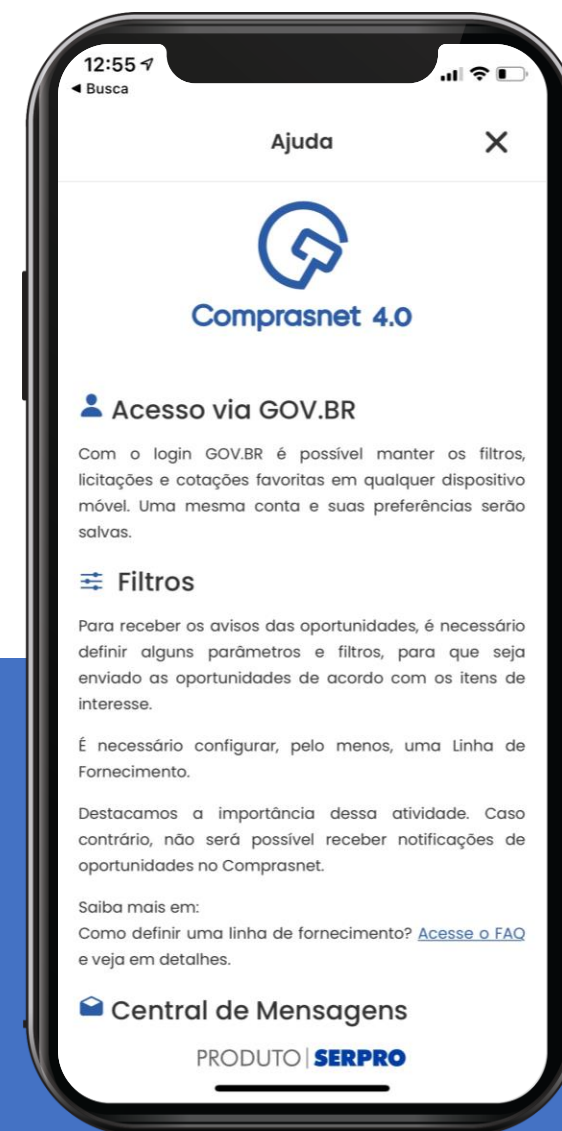 12:55
◀ Busca
Ajuda
Comprasnet 4.0
Acesso via GOV.BR
Com o login GOV.BR é possível manter os filtros,
licitações e cotações favoritas em qualquer dispositivo
móvel. Uma mesma conta e suas preferências serão
salvas.
Filtros
Para receber os avisos das oportunidades, é necessário
definir alguns parâmetros e filtros, para que seja
enviado as oportunidades de acordo com os itens de
interesse.
É necessário configurar, pelo menos, uma Linha de
Fornecimento.
Destacamos a importância dessa atividade. Caso
contrário, não será possível receber notificações de
oportunidades no Comprasnet.
Saiba mais em:
Como definir uma linha de fornecimento? Acesse o FAQ
e veja em detalhes.
Central de Mensagens
PRODUTO | SERPRO